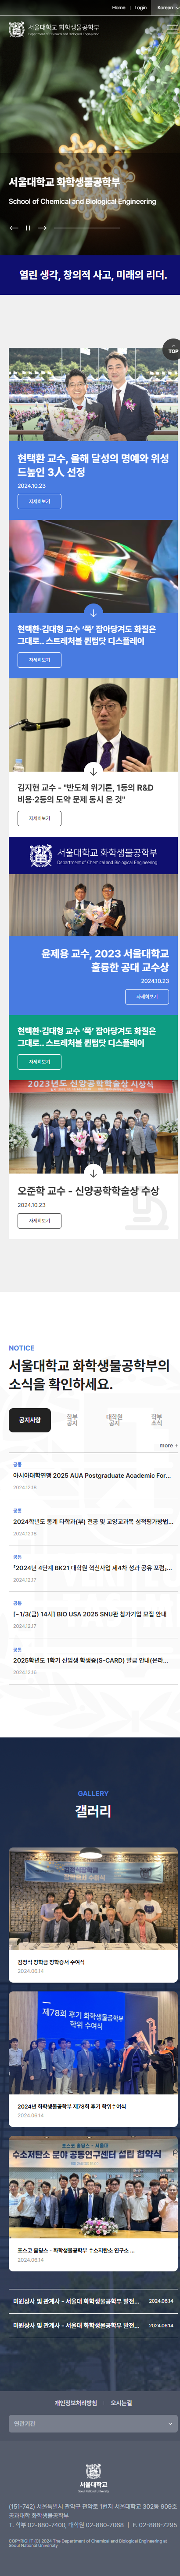 Home | Login Korean
서울대학교 화학생물공학부
Department of Chemical and Biological Engineering
서울대학교 화학생물공학부
School of Chemical and Biological Engineering
열린 생각, 창의적 사고, 미래의 리더.
TOP
현택환 교수, 올해 달성의 명예와 위성
드높인 3人 선정
2024.10.23
자세히보기
현택환·김대형 교수 ‘쭉’ 잡아당겨도 화질은
그대로.. 스트레처블 퀀텀닷 디스플레이
자세히보기
김지현 교수 - "반도체 위기론, 1등의 R&D
비용·2등의 도약 문제 동시 온 것"
자세히보기
서울대학교 화학생물공학부
Department of Chemical and Biological Engineering
윤제용 교수, 2023 서울대학교
훌륭한 공대 교수상
2024.10.23
자세히보기
현택환·김대형 교수 ‘쭉’ 잡아당겨도 화질은
그대로.. 스트레처블 퀀텀닷 디스플레이
자세히보기
2023년도 신양공학학술상 시상식
오준학 교수 - 신양공학학술상 수상
2024.10.23
자세히보기
NOTICE
서울대학교 화학생물공학부의
소식을 확인하세요.
공지사항
학부
공지
대학원
공지
학부
소식
more +
공통
아시아대학연맹 2025 AUA Postgraduate Academic For...
2024.12.18
공통
2024학년도 동계 타학과(부) 전공 및 교양교과목 성적평가방법...
2024.12.18
공통
「2024년 4단계 BK21 대학원 혁신사업 제4차 성과 공유 포럼」...
2024.12.17
공통
[~1/3(금) 14시] BIO USA 2025 SNU관 참가기업 모집 안내
2024.12.17
공통
2025학년도 1학기 신입생 학생증(S-CARD) 발급 안내(온라...
2024.12.16
GALLERY
갤러리
김정식 장학금 장학증서 수여식
2024.06.14
제78회 후기 화학생물공학부
학위 수여식
2024년 화학생물공학부 제78회 후기 학위수여식
2024.06.14
포스코 홀딩스 - 서울대
수소저탄소 분야 공동연구센터 설립 협약식
포스코 홀딩스 - 화학생물공학부 수소저탄소 연구소 ...
2024.06.14
미원상사 및 관계사 - 서울대 화학생물공학부 발전... 2024.06.14
미원상사 및 관계사 - 서울대 화학생물공학부 발전... 2024.06.14
개인정보처리방침 | 오시는길
연관기관
서울대학교
(151-742) 서울특별시 관악구 관악로 1번지 서울대학교 302동 909호
공과대학 화학생물공학부
T. 학부 02-880-7400, 대학원 02-880-7068 | F. 02-888-7295
COPYRIGHT (C) 2024 The Department of Chemical and Biological Engineering at
Seoul National University